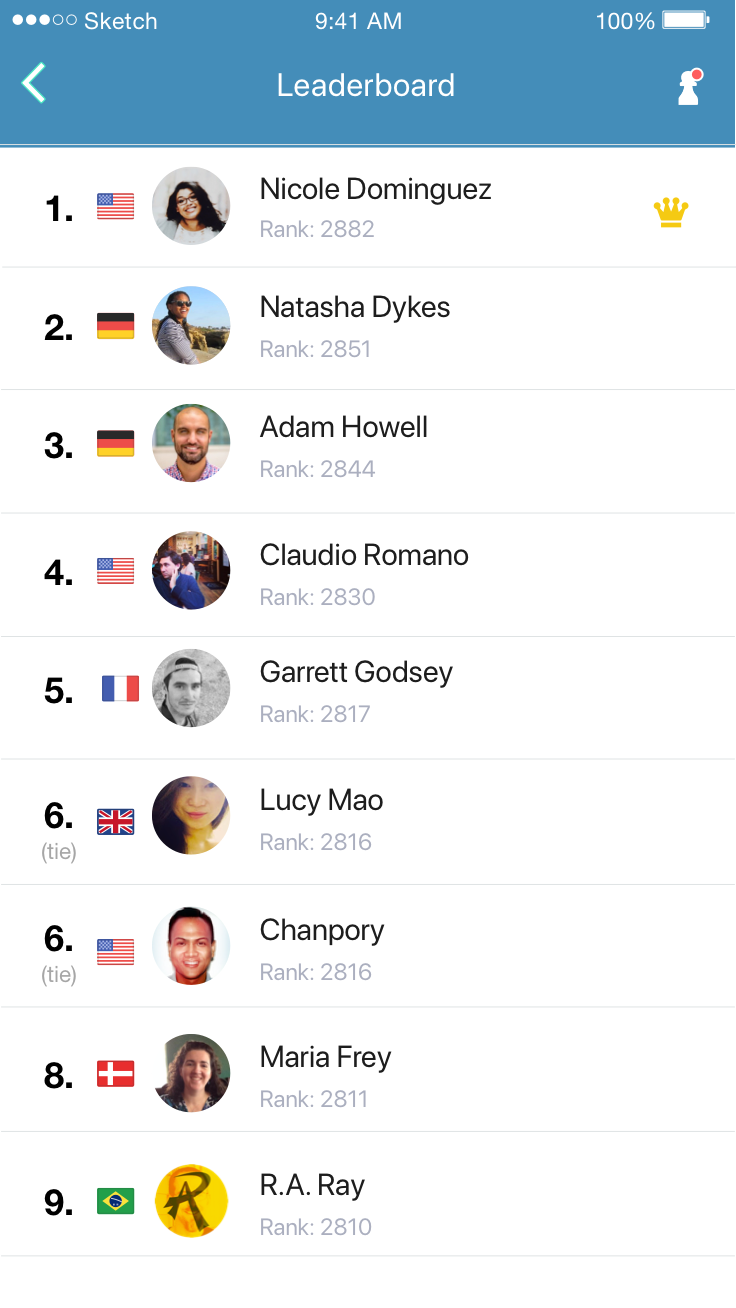 Sketch 9:41 AM 100%
Leaderboard
1. Nicole Dominguez
Rank: 2882
2. Natasha Dykes
Rank: 2851
3. Adam Howell
Rank: 2844
4. Claudio Romano
Rank: 2830
5. Garrett Godsey
Rank: 2817
6. Lucy Mao
(tie) Rank: 2816
6. Chanpory
(tie) Rank: 2816
8. Maria Frey
Rank: 2811
9. R R.A. Ray
Rank: 2810